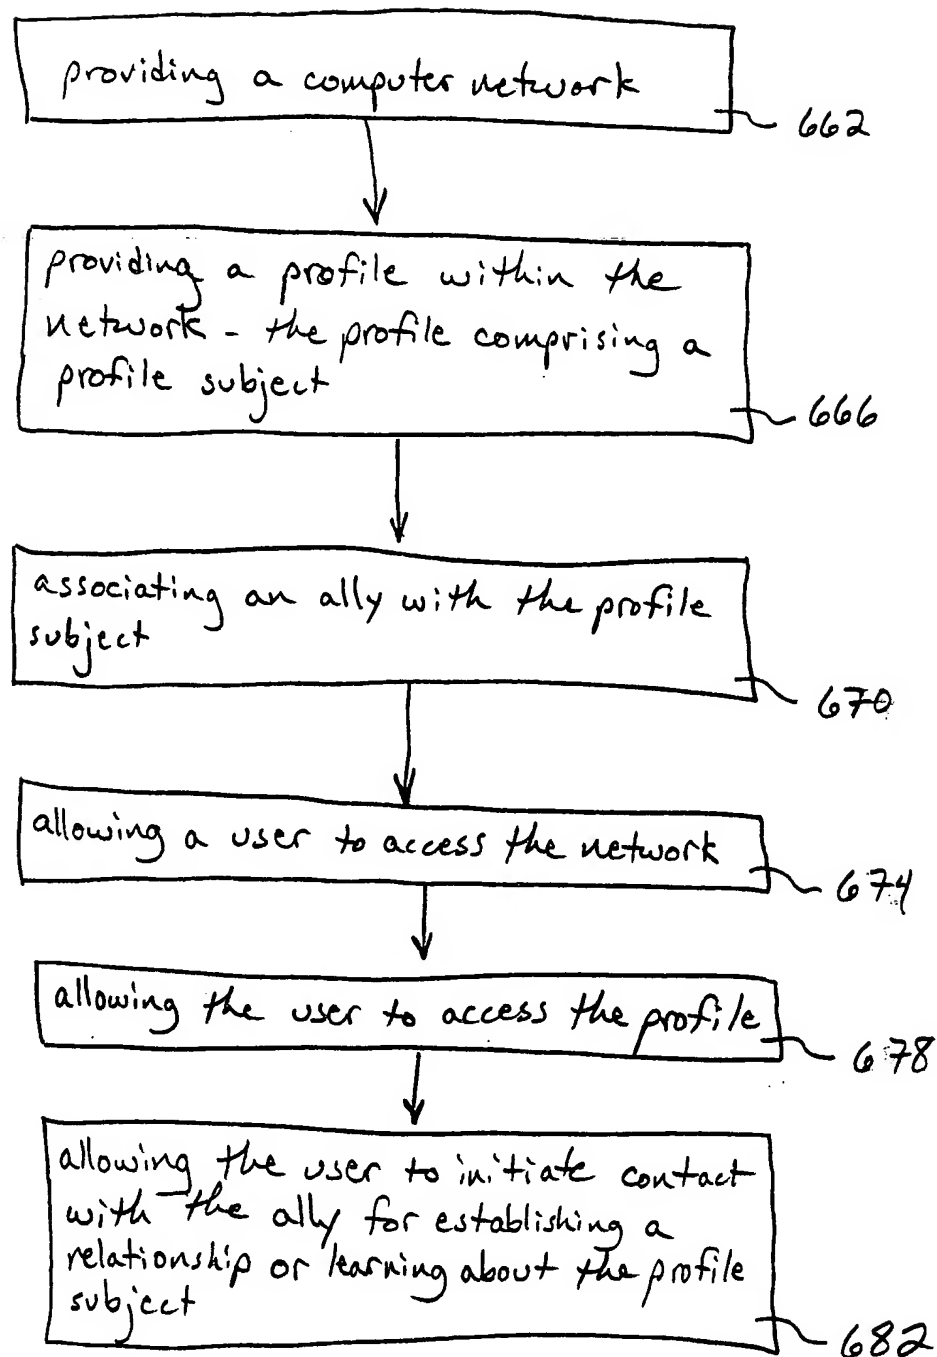 providing a computer network
662
providing a profile within the
network - the profile comprising a
profile subject
666
associating an ally with the profile
subject
670
allowing a user to access the network
674
allowing the user to access the profile
678
allowing the user to initiate contact
with the ally for establishing a
relationship or learning about the profile
subject
682